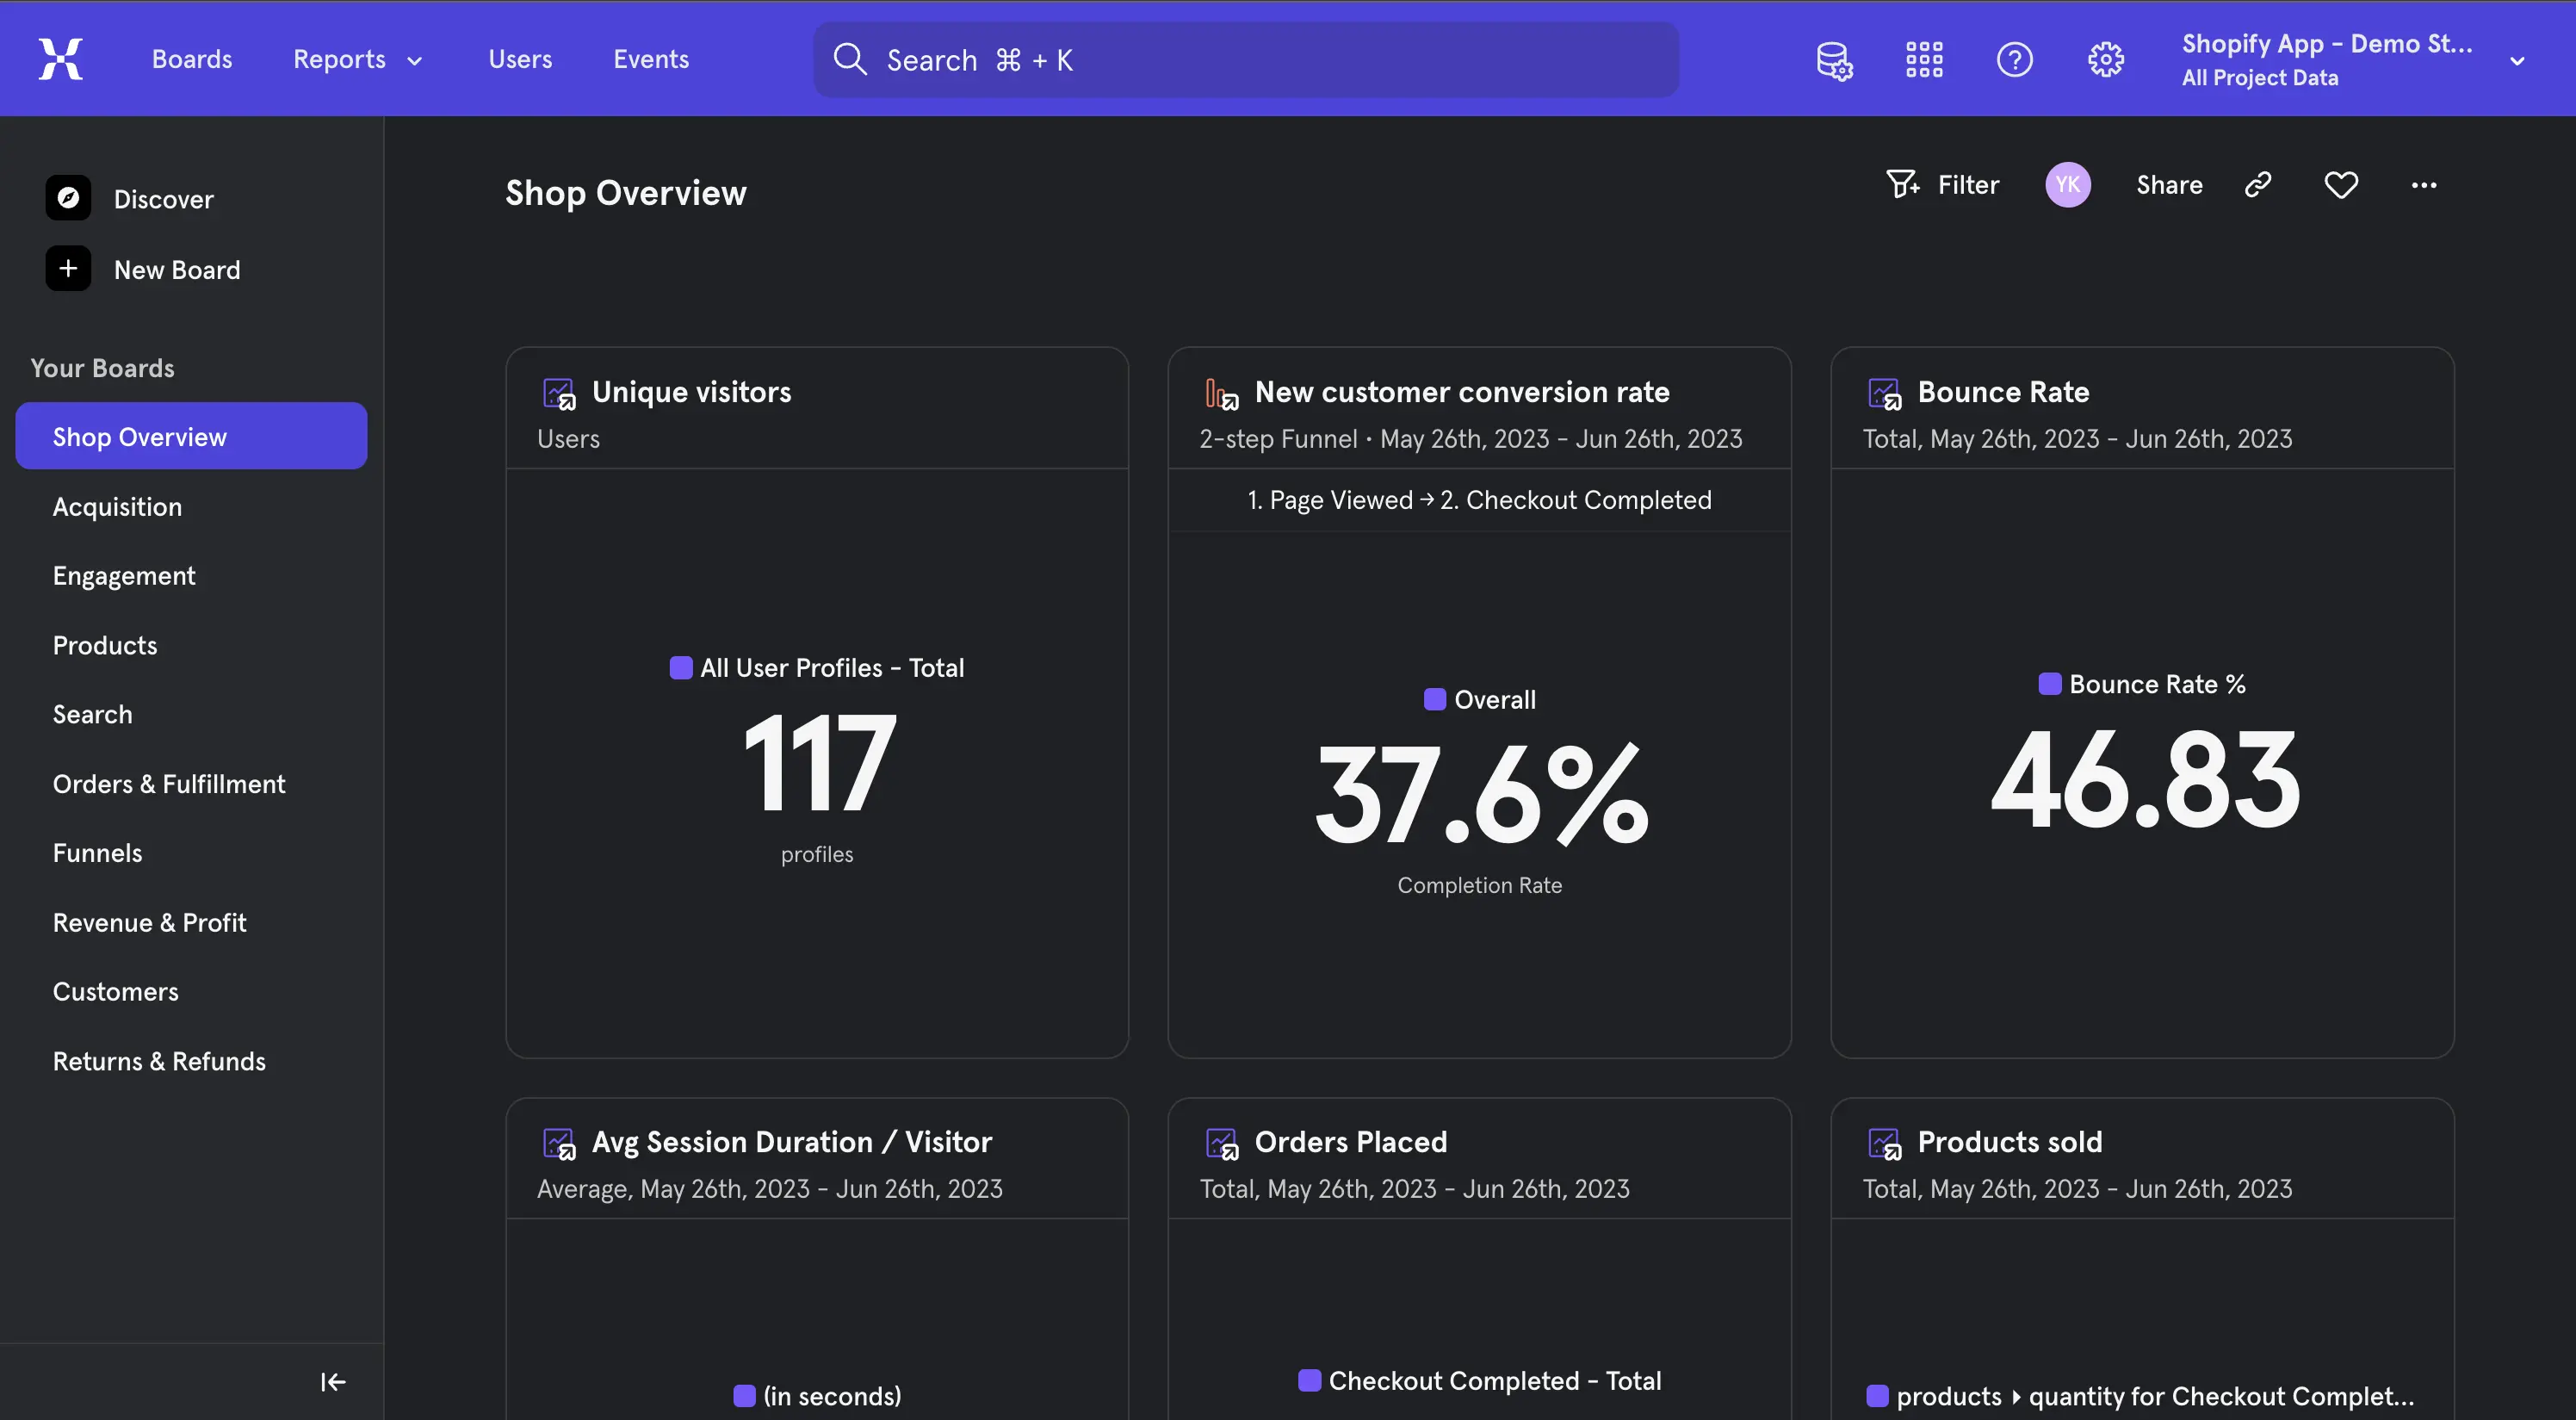 Boards
Reports
Users
Events
Search ⌘ + K
Shopify App - Demo St...
All Project Data
Discover
New Board
Your Boards
Shop Overview
Acquisition
Engagement
Products
Search
Orders & Fulfillment
Funnels
Revenue & Profit
Customers
Returns & Refunds
Shop Overview
Filter
YK
Share
Unique visitors
Users
All User Profiles - Total
117
profiles
New customer conversion rate
2-step Funnel • May 26th, 2023 - Jun 26th, 2023
1. Page Viewed → 2. Checkout Completed
Overall
37.6%
Completion Rate
Bounce Rate
Total, May 26th, 2023 - Jun 26th, 2023
Bounce Rate %
46.83
Avg Session Duration / Visitor
Average, May 26th, 2023 - Jun 26th, 2023
(in seconds)
Orders Placed
Total, May 26th, 2023 - Jun 26th, 2023
Checkout Completed - Total
Products sold
Total, May 26th, 2023 - Jun 26th, 2023
products ▸ quantity for Checkout Complet...